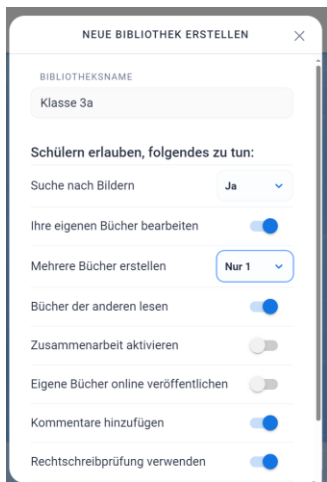 NEUE BIBLIOTHEK ERSTELLEN
BIBLIOTHEKSNAME
Klasse 3a
Schülern erlauben, folgendes zu tun:
Suche nach Bildern Ja
Ihre eigenen Bücher bearbeiten
Mehrere Bücher erstellen Nur 1
Bücher der anderen lesen
Zusammenarbeit aktivieren
Eigene Bücher online veröffentlichen
Kommentare hinzufügen
Rechtschreibprüfung verwenden